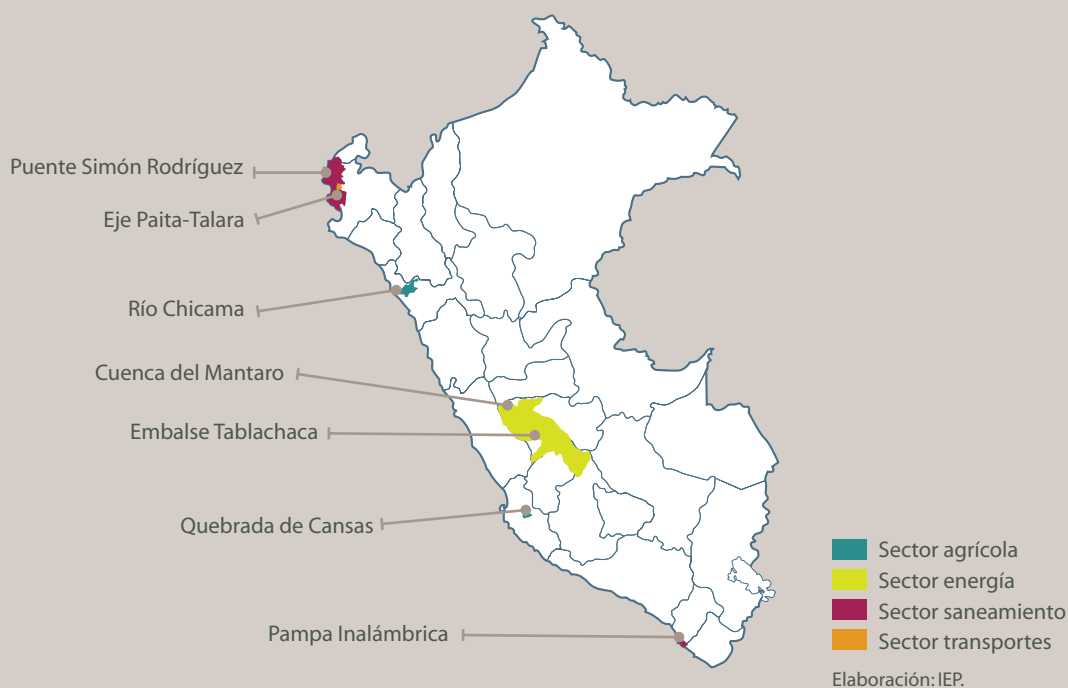 Puente Simón Rodríguez
Eje Paita-Talara
Río Chicama
Cuenca del Mantaro
Embalse Tablachaca
Quebrada de Cansas
Pampa Inalámbrica
Sector agrícola
Sector energía
Sector saneamiento
Sector transportes
Elaboración: IEP.